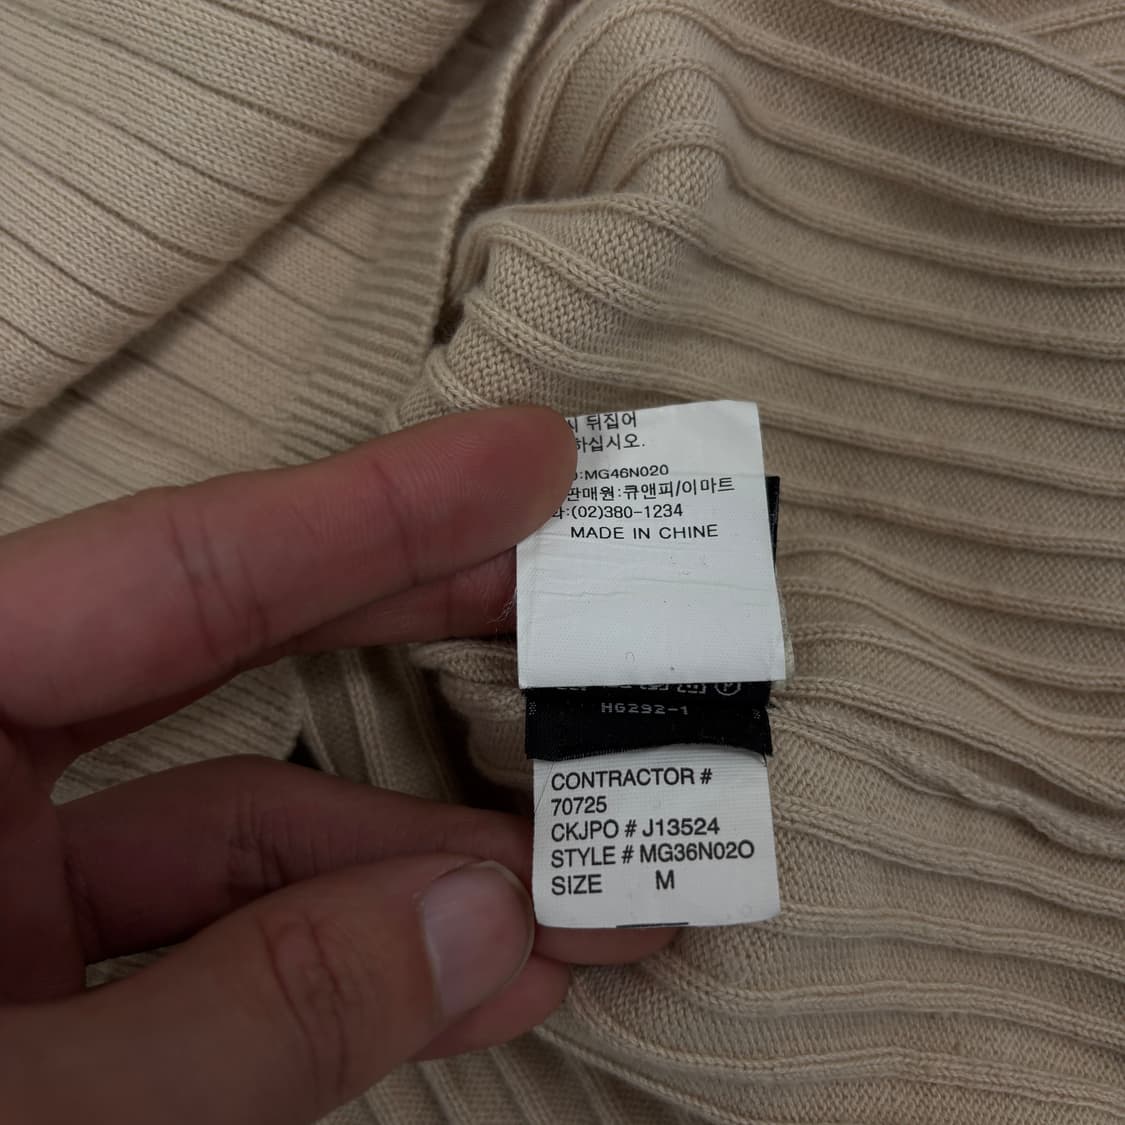 뒤집어
하십시오.
:MG46N020
판매원:큐앤피/이마트
:(02)380-1234
MADE IN CHINE
HG292-1
CONTRACTOR #
70725
CKJPO # J13524
STYLE # MG36N02O
SIZE M